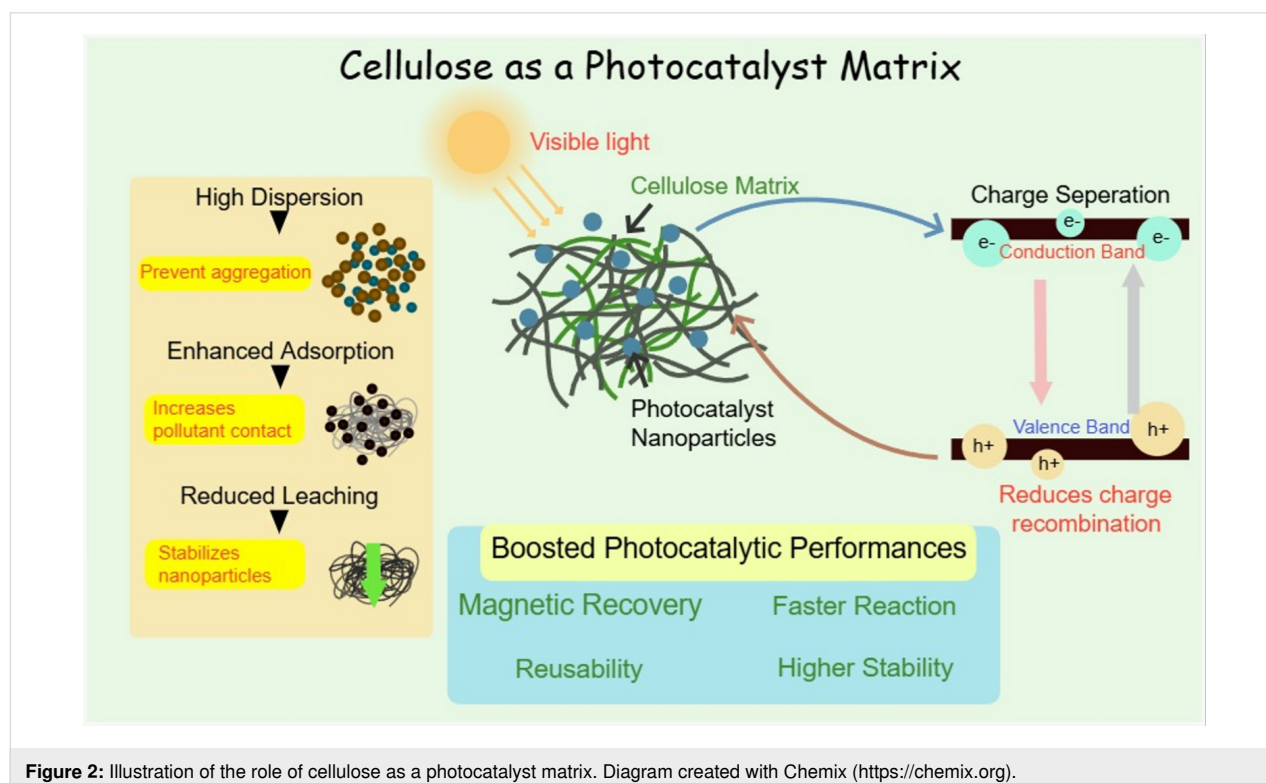 Cellulose as a Photocatalyst Matrix
Visible light
Cellulose Matrix
Photocatalyst
Nanoparticles
High Dispersion
Prevent aggregation
Enhanced Adsorption
Increases
pollutant contact
Reduced Leaching
Stabilizes
nanoparticles
Charge Seperation
e-
e-
e-
Conduction Band
Valence Band
h+
h+
h+
Reduces charge
recombination
Boosted Photocatalytic Performances
Magnetic Recovery
Faster Reaction
Reusability
Higher Stability
Figure 2: Illustration of the role of cellulose as a photocatalyst matrix. Diagram created with Chemix (https://chemix.org).